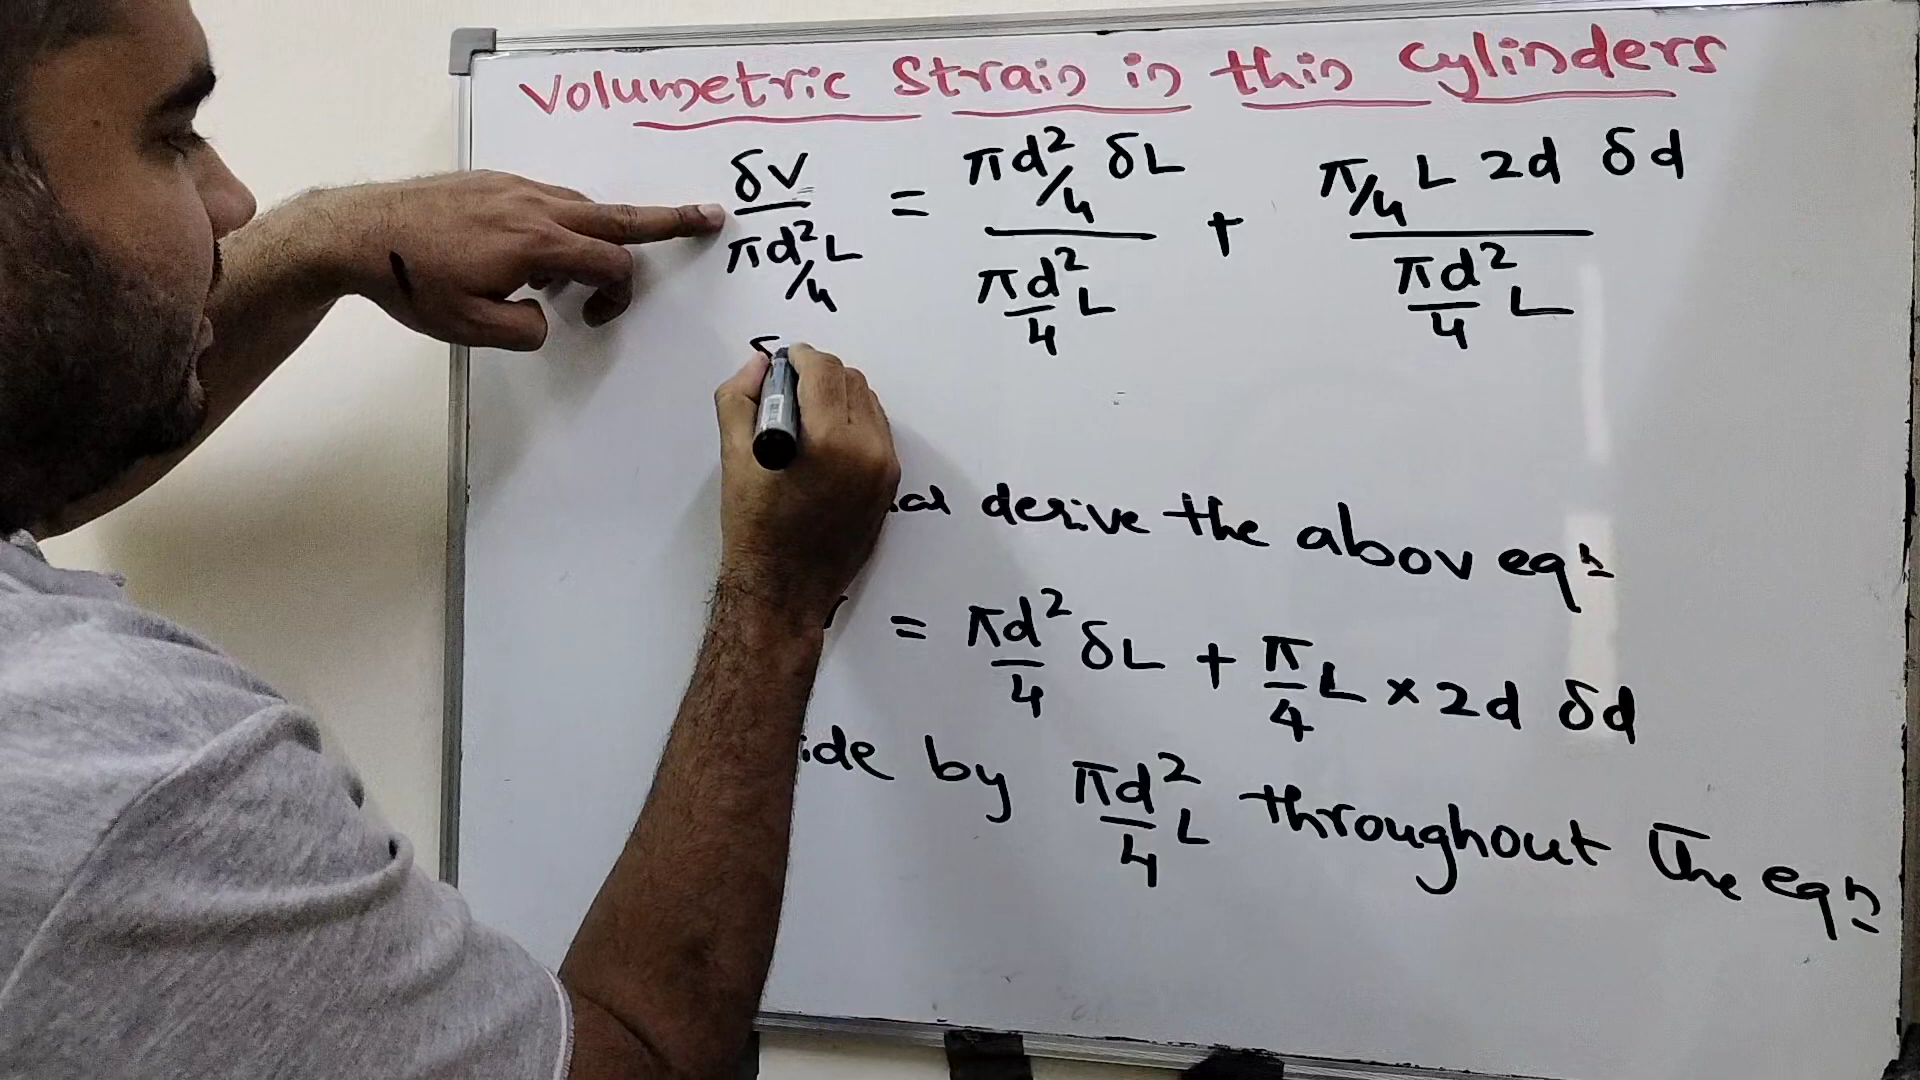 Volumetric Strain in thin Cylinders
δV / (πd²/4 L) = (πd²/4 δL) / (πd²/4 L) + (π/4 L 2d δd) / (πd²/4 L)
derive the above eqn
= πd²/4 δL + π/4 L × 2d δd
by πd²/4 L throughout The eqn